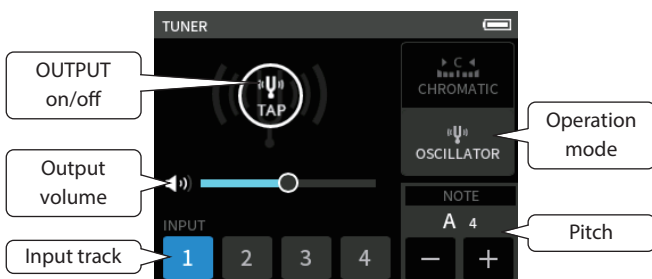 TUNER
OUTPUT
on/off
TAP
C
CHROMATIC
OSCILLATOR
Operation
mode
Output
volume
NOTE
A 4
Pitch
INPUT
Input track
1 2 3 4
− +